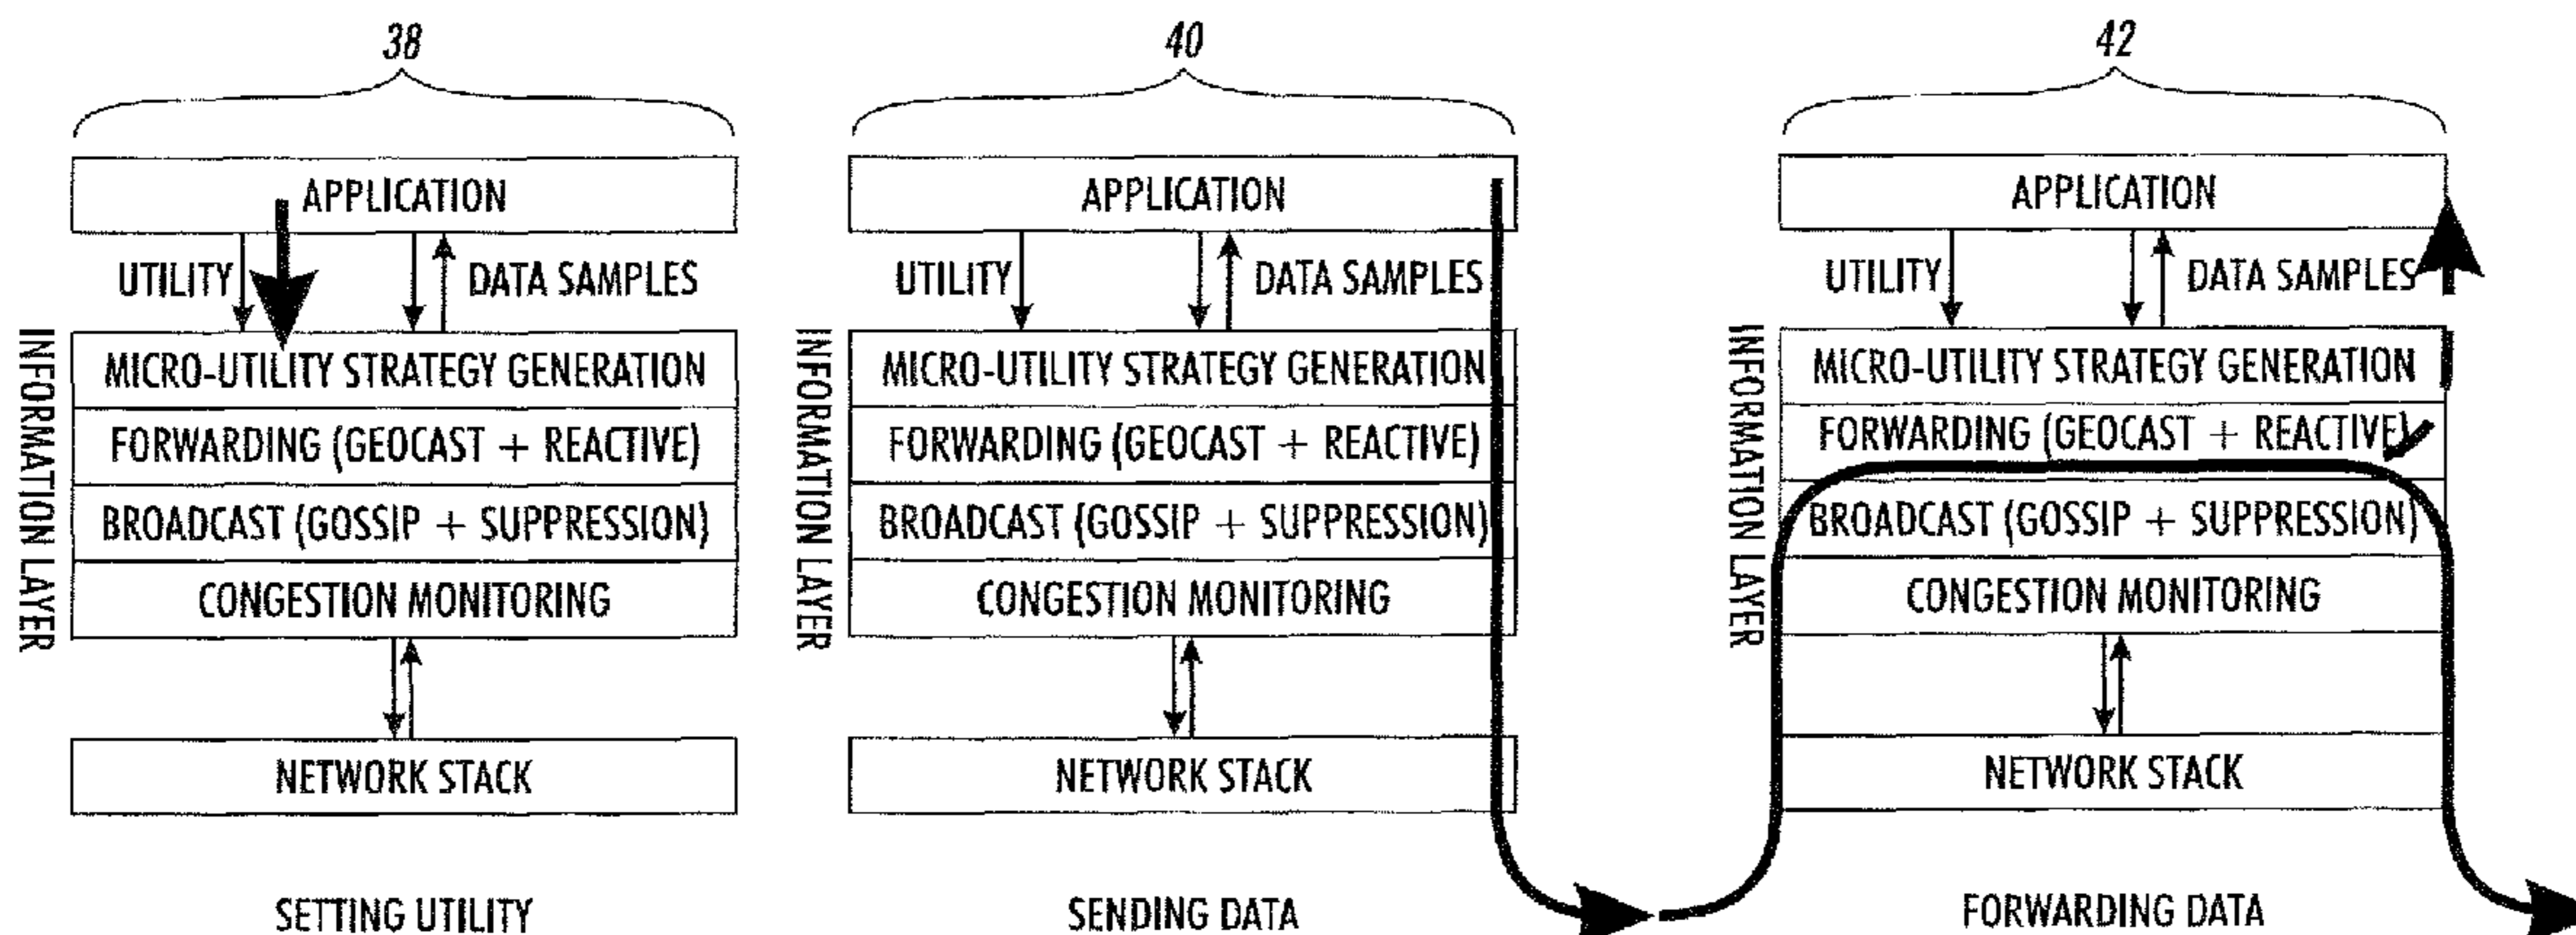 38
APPLICATION
UTILITY
DATA SAMPLES
INFORMATION LAYER
MICRO-UTILITY STRATEGY GENERATION
FORWARDING (GEOCAST + REACTIVE)
BROADCAST (GOSSIP + SUPPRESSION)
CONGESTION MONITORING
NETWORK STACK
SETTING UTILITY
40
APPLICATION
UTILITY
DATA SAMPLES
INFORMATION LAYER
MICRO-UTILITY STRATEGY GENERATION
FORWARDING (GEOCAST + REACTIVE)
BROADCAST (GOSSIP + SUPPRESSION)
CONGESTION MONITORING
NETWORK STACK
SENDING DATA
42
APPLICATION
UTILITY
DATA SAMPLES
INFORMATION LAYER
MICRO-UTILITY STRATEGY GENERATION
FORWARDING (GEOCAST + REACTIVE)
BROADCAST (GOSSIP + SUPPRESSION)
CONGESTION MONITORING
NETWORK STACK
FORWARDING DATA